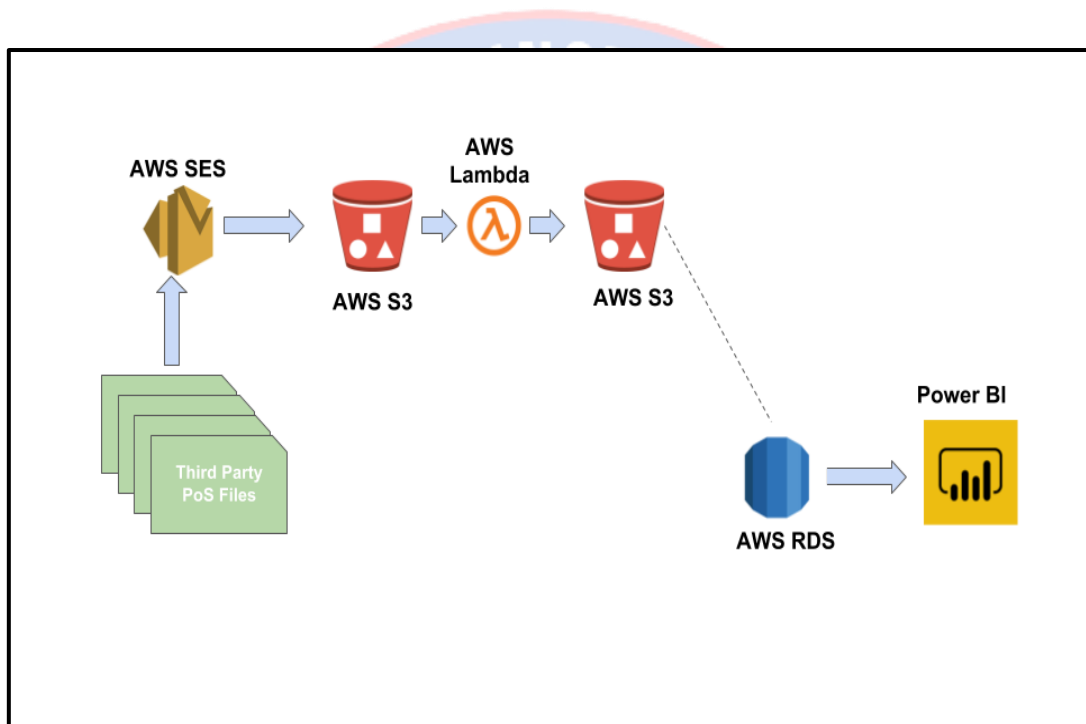 AWS SES
AWS
Lambda
AWS S3
AWS S3
Third Party
PoS Files
Power BI
AWS RDS